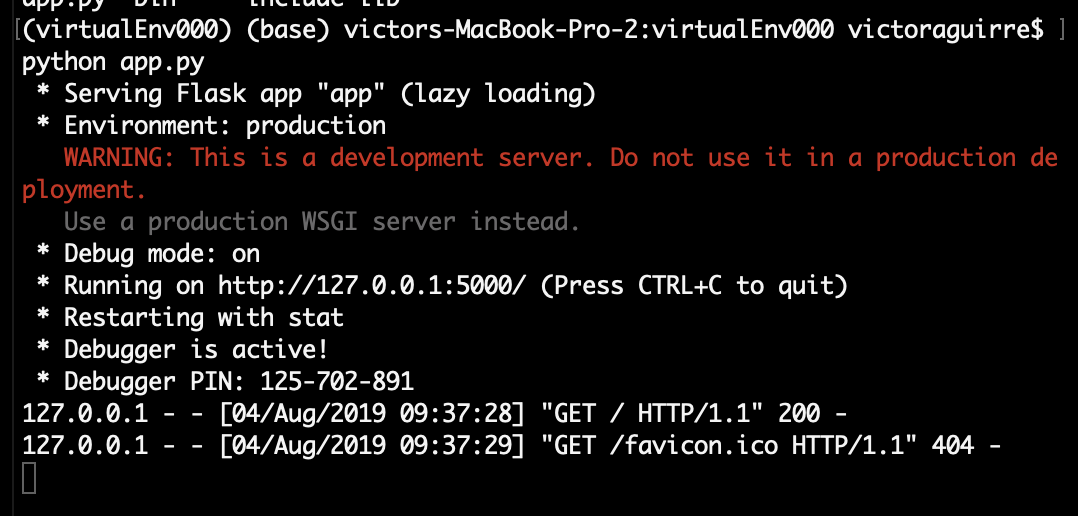 app.py bin include lib
[(virtualEnv000) (base) victors-MacBook-Pro-2:virtualEnv000 victoraguirre$ ]
python app.py
 * Serving Flask app "app" (lazy loading)
 * Environment: production
   WARNING: This is a development server. Do not use it in a production de
ployment.
   Use a production WSGI server instead.
 * Debug mode: on
 * Running on http://127.0.0.1:5000/ (Press CTRL+C to quit)
 * Restarting with stat
 * Debugger is active!
 * Debugger PIN: 125-702-891
127.0.0.1 - - [04/Aug/2019 09:37:28] "GET / HTTP/1.1" 200 -
127.0.0.1 - - [04/Aug/2019 09:37:29] "GET /favicon.ico HTTP/1.1" 404 -